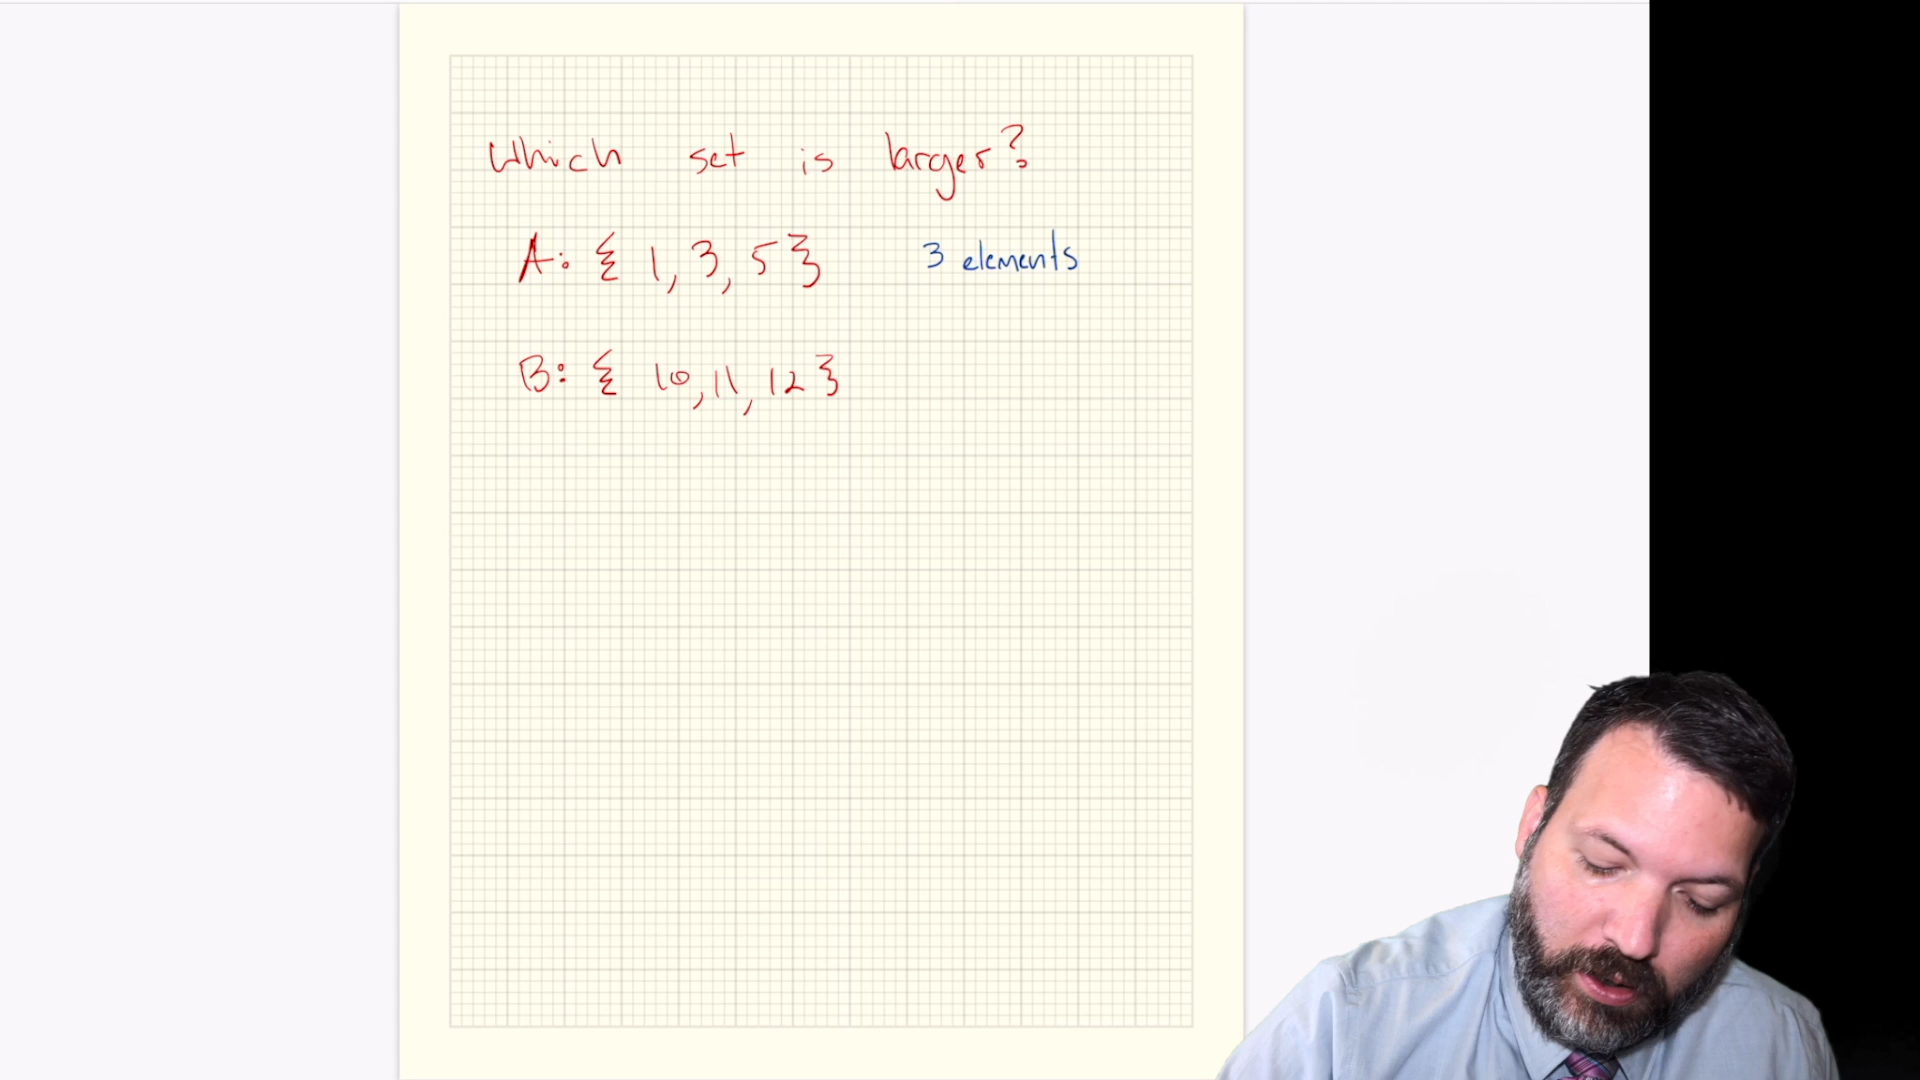 Which set is larger?
A: { 1, 3, 5 } 3 elements
B: { 10, 11, 12 }